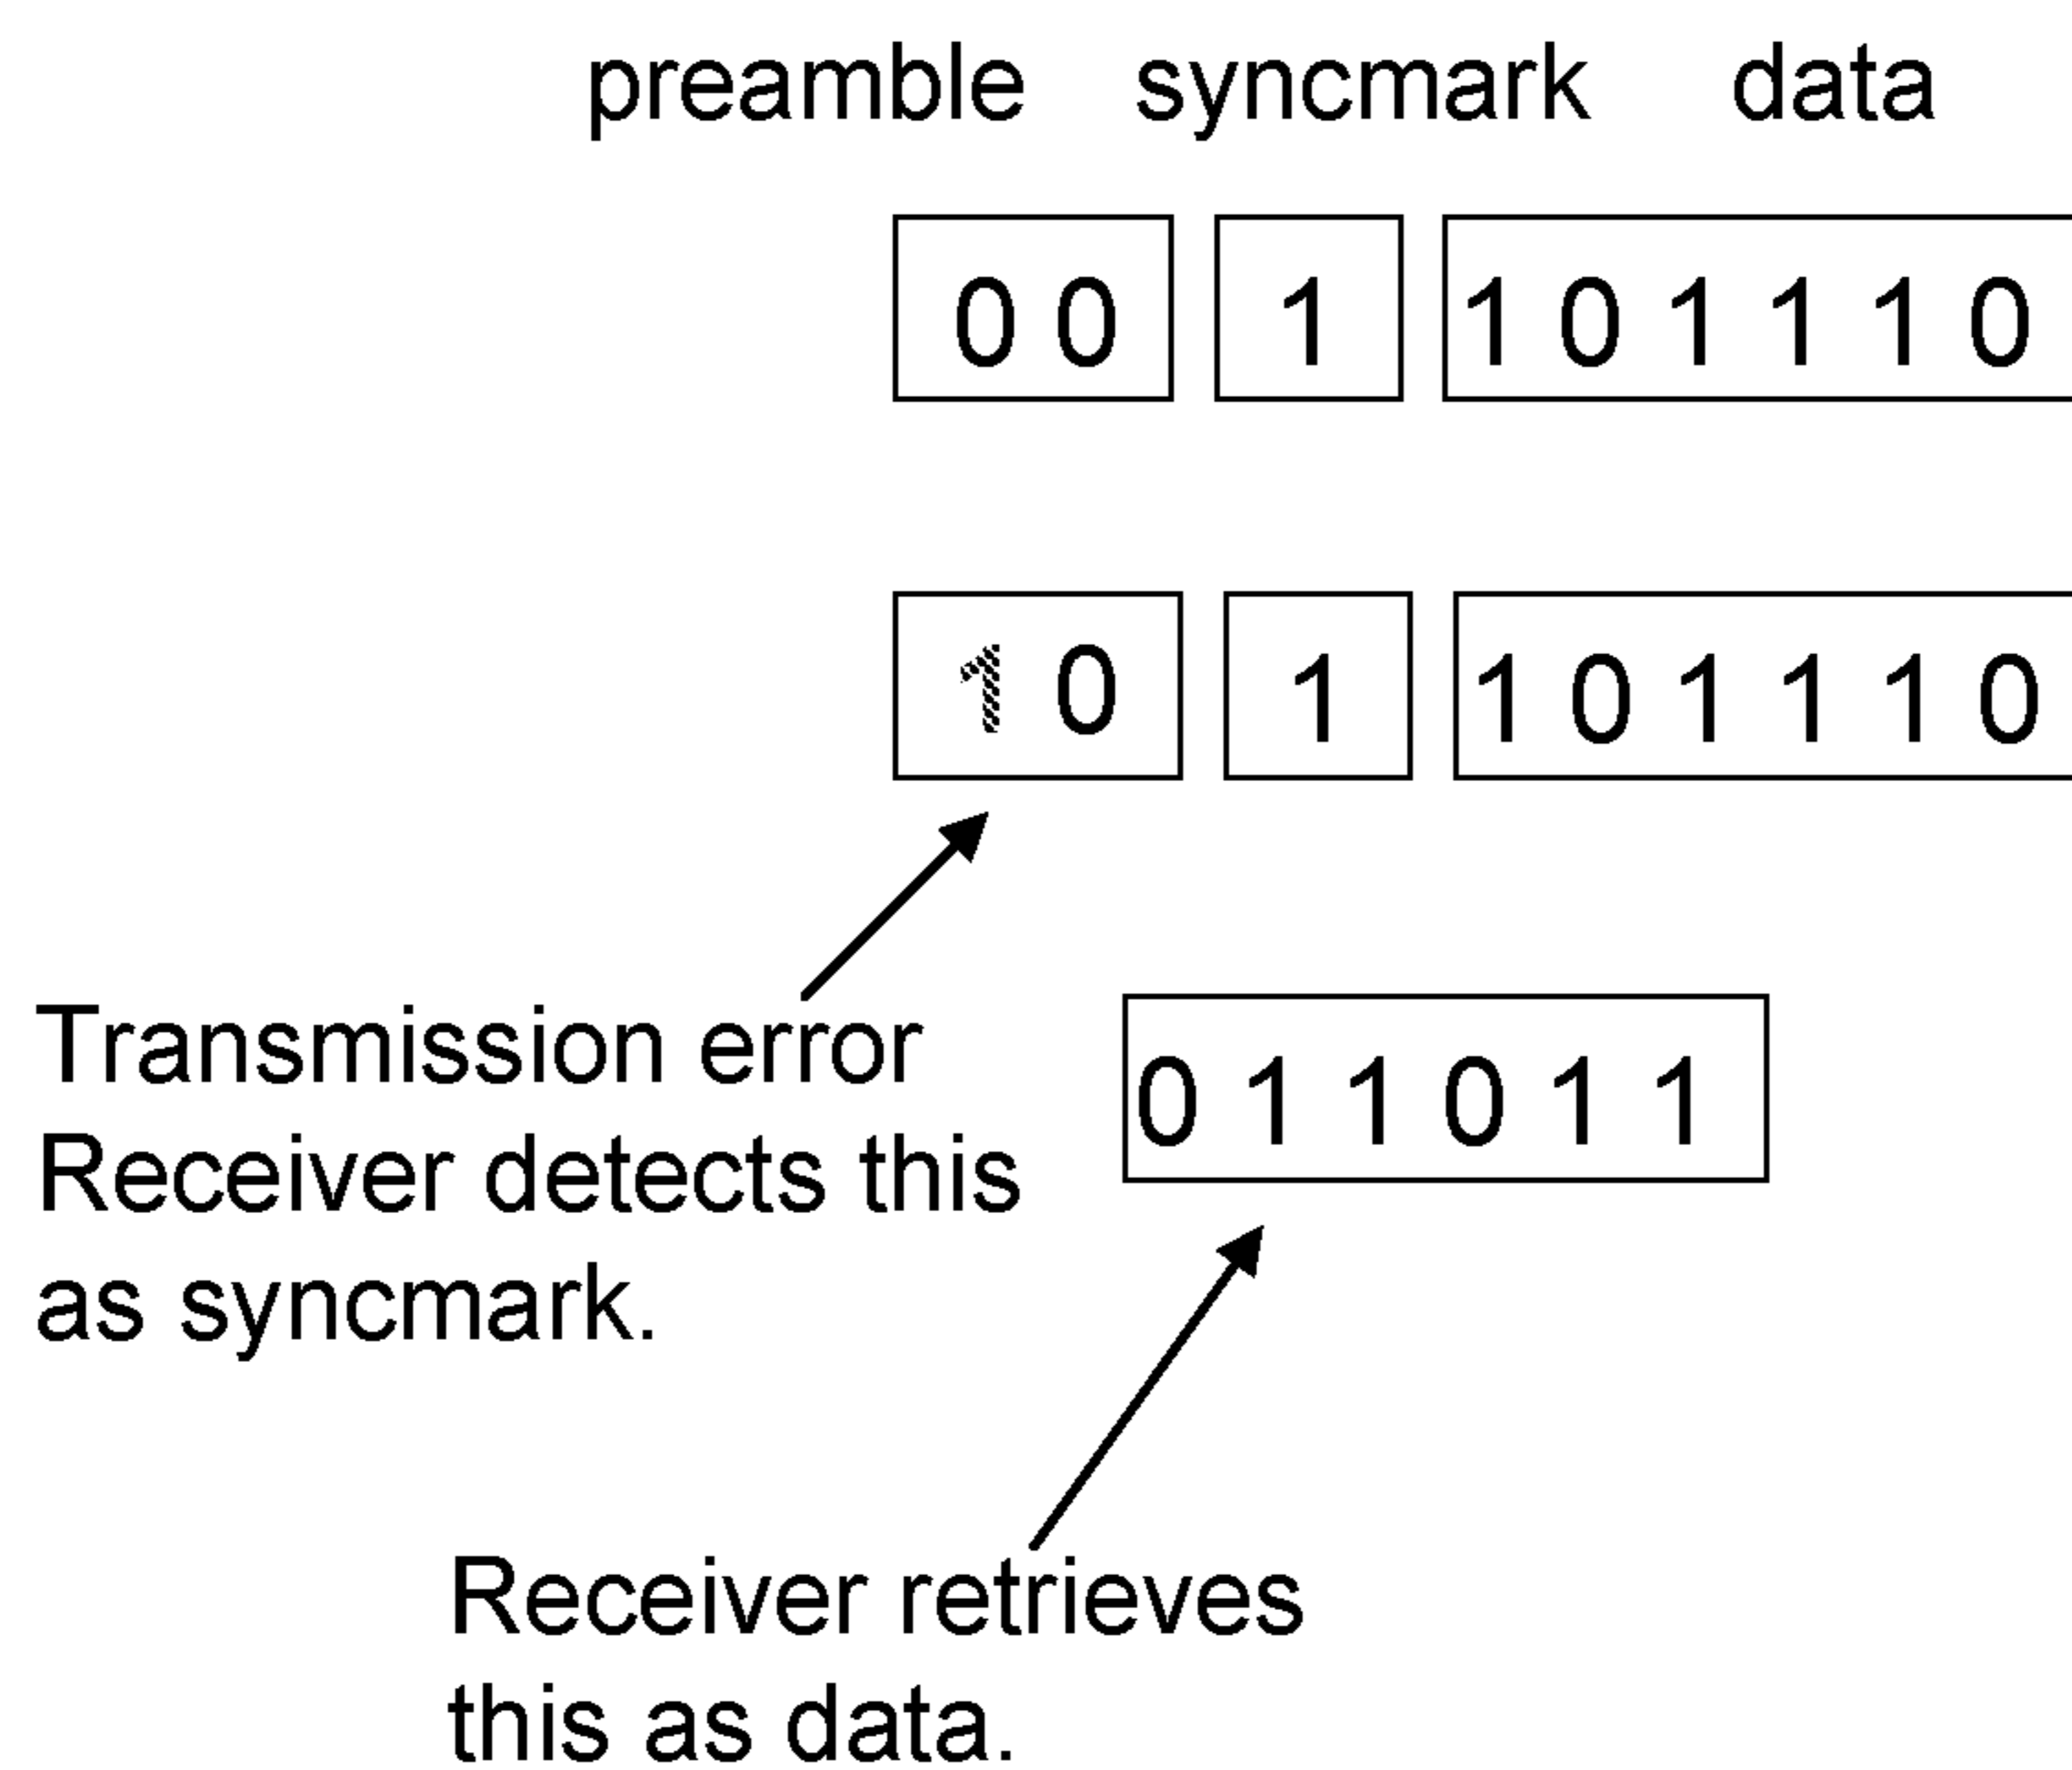 preamble syncmark data
0 0 1 1 0 1 1 1 0
1 0 1 1 0 1 1 1 0
Transmission error
0 1 1 0 1 1
Receiver detects this
as syncmark.
Receiver retrieves
this as data.